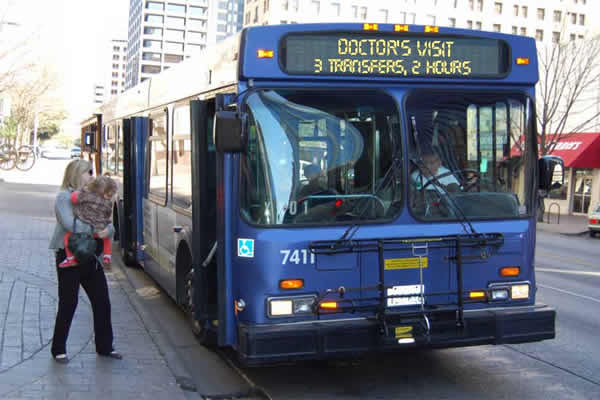 DOCTOR'S VISIT
3 TRANSFERS, 2 HOURS
7411